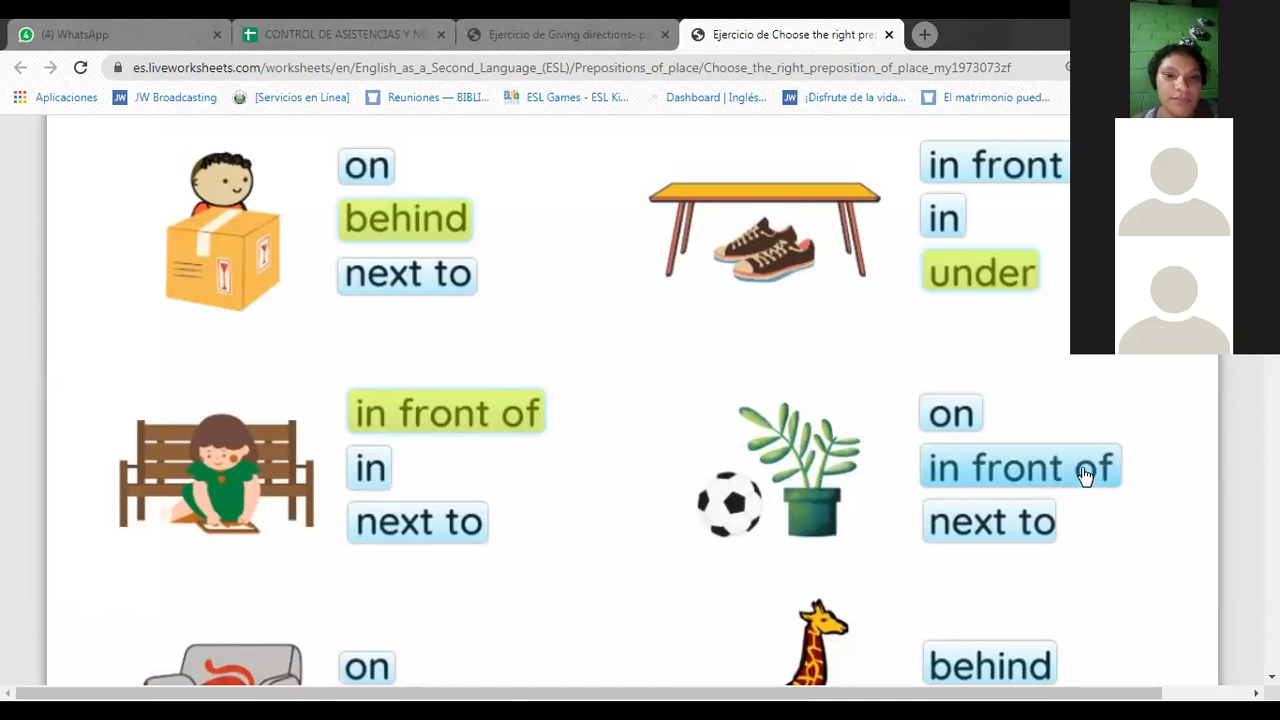 4
(4) WhatsApp
CONTROL DE ASISTENCIAS Y NE
Ejercicio de Giving directions- p
Ejercicio de Choose the right pre
es.liveworksheets.com/worksheets/en/English_as_a_Second_Language_(ESL)/Prepositions_of_place/Choose_the_right_preposition_of_place_my1973073zf
Aplicaciones
JW JW Broadcasting
[Servicios en Línea]
Reuniones — BIBLI...
ESL Games - ESL Ki...
Dashboard | Inglés...
JW ¡Disfrute de la vida...
El matrimonio pued...
on
behind
next to
in front
in
under
in front of
in
next to
on
in front of
next to
on
behind